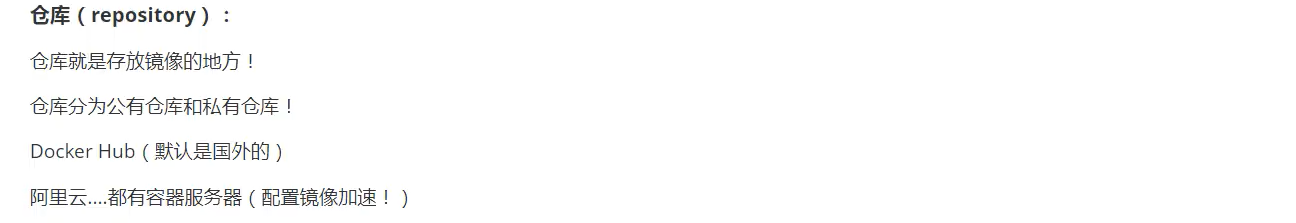 仓库（repository）：
仓库就是存放镜像的地方！
仓库分为公有仓库和私有仓库！
Docker Hub（默认是国外的）
阿里云....都有容器服务器（配置镜像加速！）